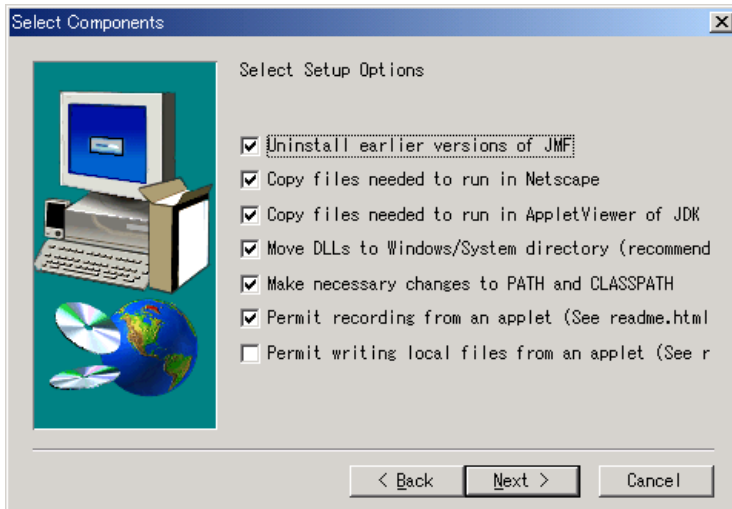 Select Components
Select Setup Options
Uninstall earlier versions of JMF
Copy files needed to run in Netscape
Copy files needed to run in AppletViewer of JDK
Move DLLs to Windows/System directory (recommend
Make necessary changes to PATH and CLASSPATH
Permit recording from an applet (See readme.html
Permit writing local files from an applet (See r
< Back
Next >
Cancel